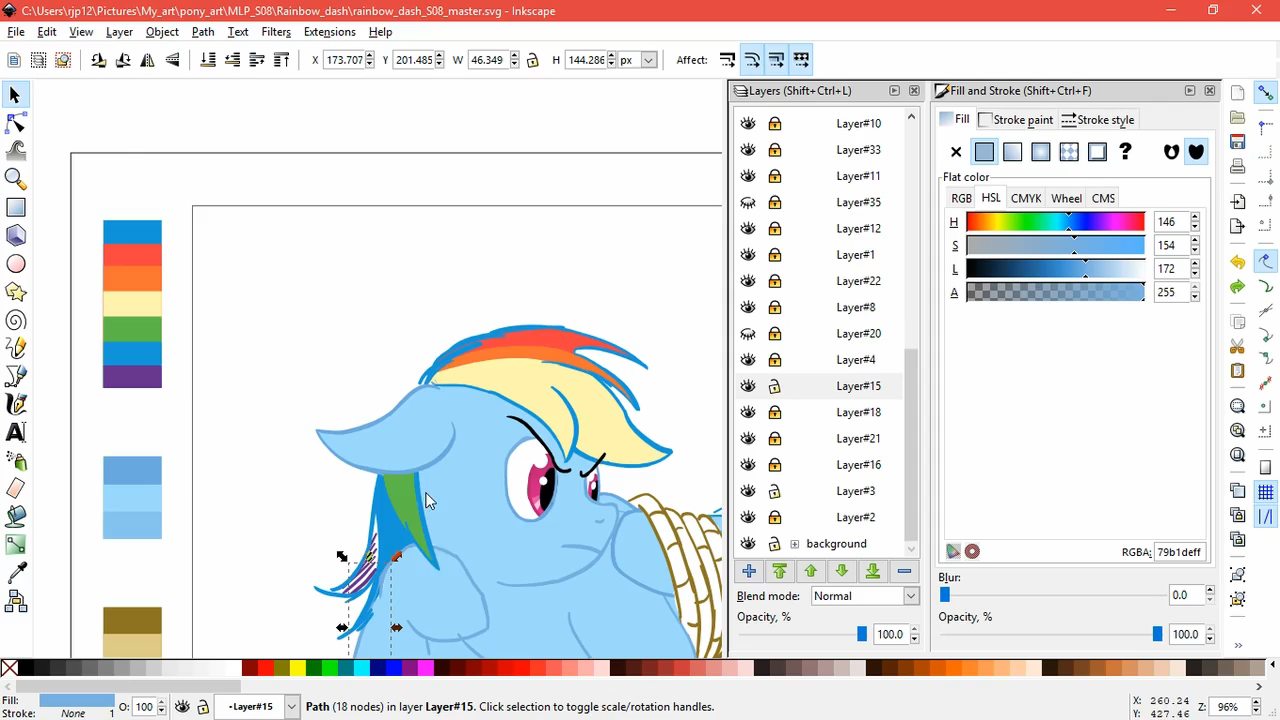 C:\Users\rjp12\Pictures\My_art\pony_art\MLP_S08\Rainbow_dash\rainbow_dash_S08_master.svg - Inkscape
File Edit View Layer Object Path Text Filters Extensions Help
X 173.707 Y 201.485 W 46.349 H 144.286 px Affect:
Layers (Shift+Ctrl+L)
Layer#10
Layer#33
Layer#11
Layer#35
Layer#12
Layer#1
Layer#22
Layer#8
Layer#20
Layer#4
Layer#15
Layer#18
Layer#21
Layer#16
Layer#3
Layer#2
background
Blend mode: Normal
Opacity, %
100.0
Fill and Stroke (Shift+Ctrl+F)
Fill Stroke paint Stroke style
Flat color
RGB HSL CMYK Wheel CMS
H 146
S 154
L 172
A 255
RGBA: 79b1deff
Blur:
0.0
Opacity, %
100.0
Fill: O: 100 Layer#15 Path (18 nodes) in layer Layer#15. Click selection to toggle scale/rotation handles. X: 260.24 Z: 96%
Stroke: None 1 Y: 427.46